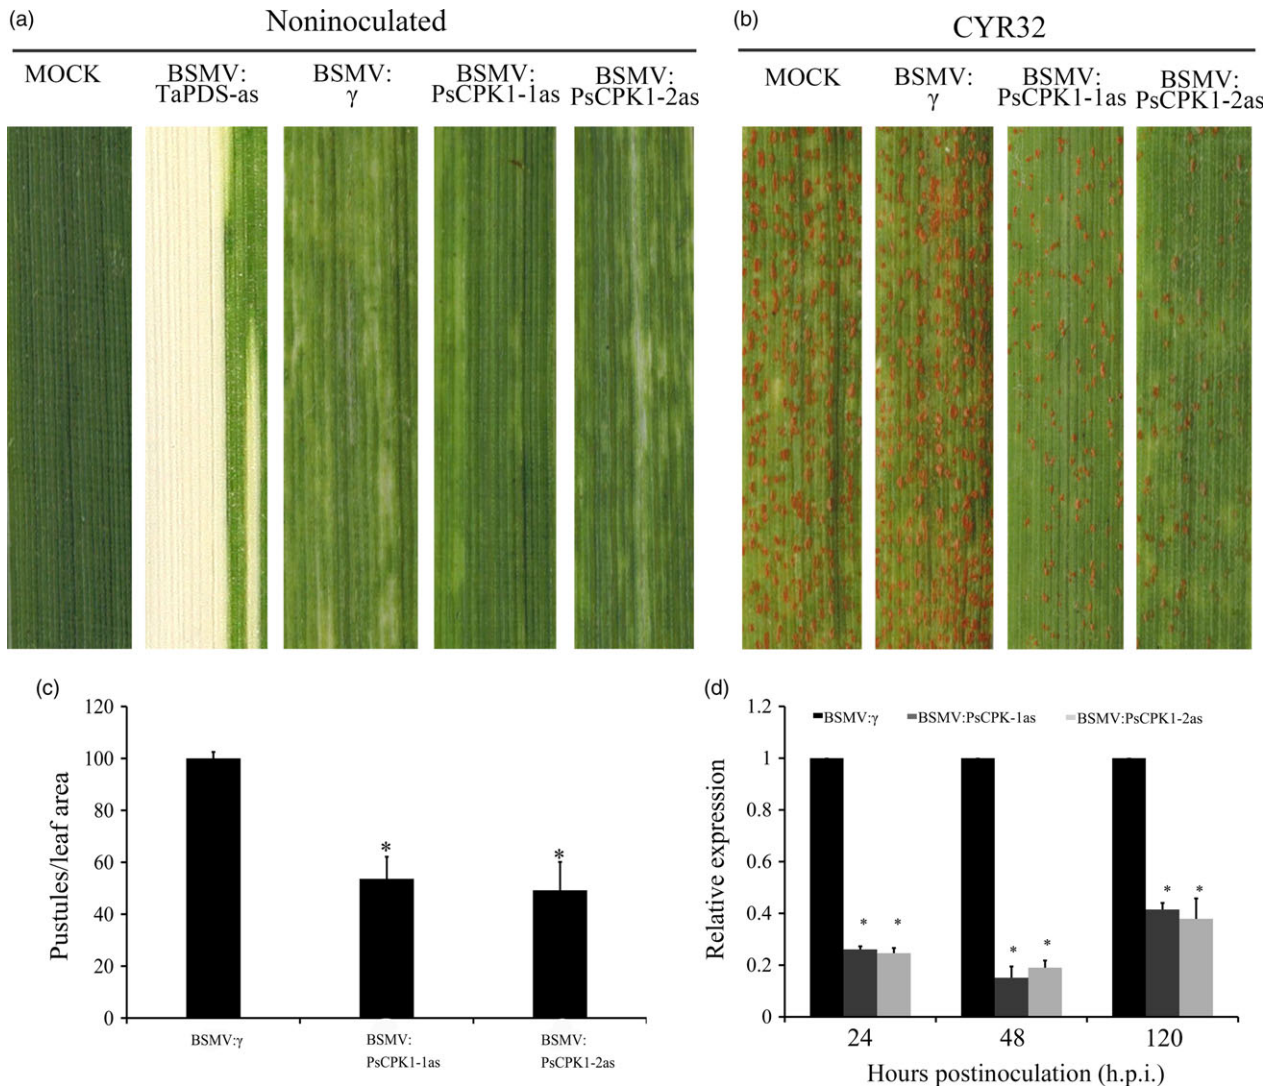 (a)
Noninoculated
MOCK
BSMV:
TaPDS-as
BSMV:
γ
BSMV:
PsCPK1-1as
BSMV:
PsCPK1-2as
(b)
CYR32
MOCK
BSMV:
γ
BSMV:
PsCPK1-1as
BSMV:
PsCPK1-2as
(c)
Pustules/leaf area
120
100
80
60
40
20
0
*
*
BSMV:γ
BSMV:
PsCPK1-1as
BSMV:
PsCPK1-2as
(d)
Relative expression
1.2
1
0.8
0.6
0.4
0.2
0
BSMV:γ
BSMV:PsCPK-1as
BSMV:PsCPK1-2as
*
*
*
*
*
*
24
48
120
Hours postinoculation (h.p.i.)